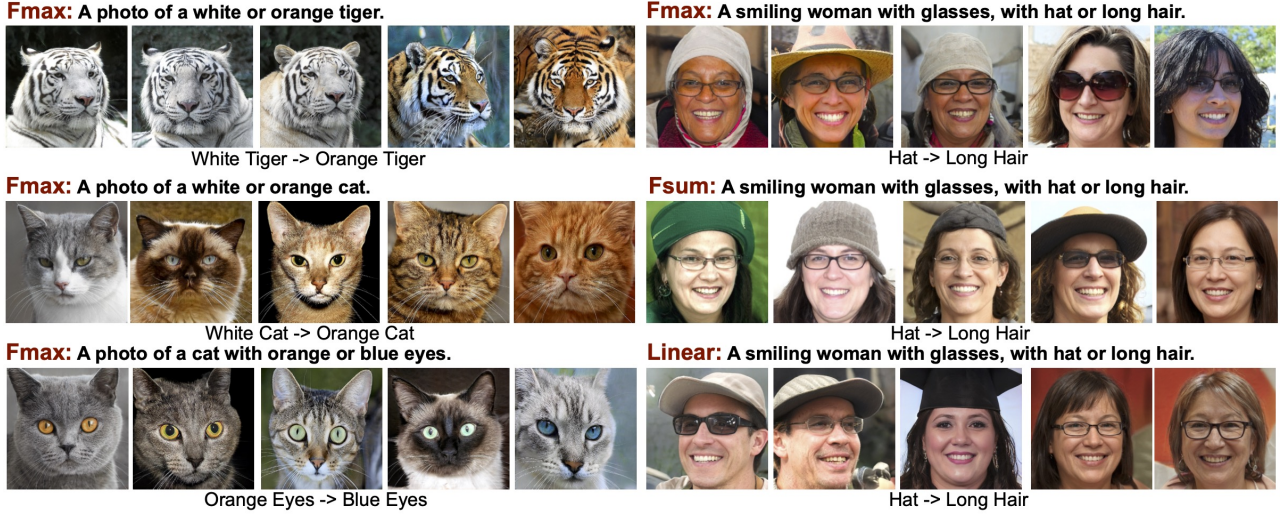 Fmax: A photo of a white or orange tiger.
White Tiger -> Orange Tiger
Fmax: A photo of a white or orange cat.
White Cat -> Orange Cat
Fmax: A photo of a cat with orange or blue eyes.
Orange Eyes -> Blue Eyes
Fmax: A smiling woman with glasses, with hat or long hair.
Hat -> Long Hair
Fsum: A smiling woman with glasses, with hat or long hair.
Hat -> Long Hair
Linear: A smiling woman with glasses, with hat or long hair.
Hat -> Long Hair